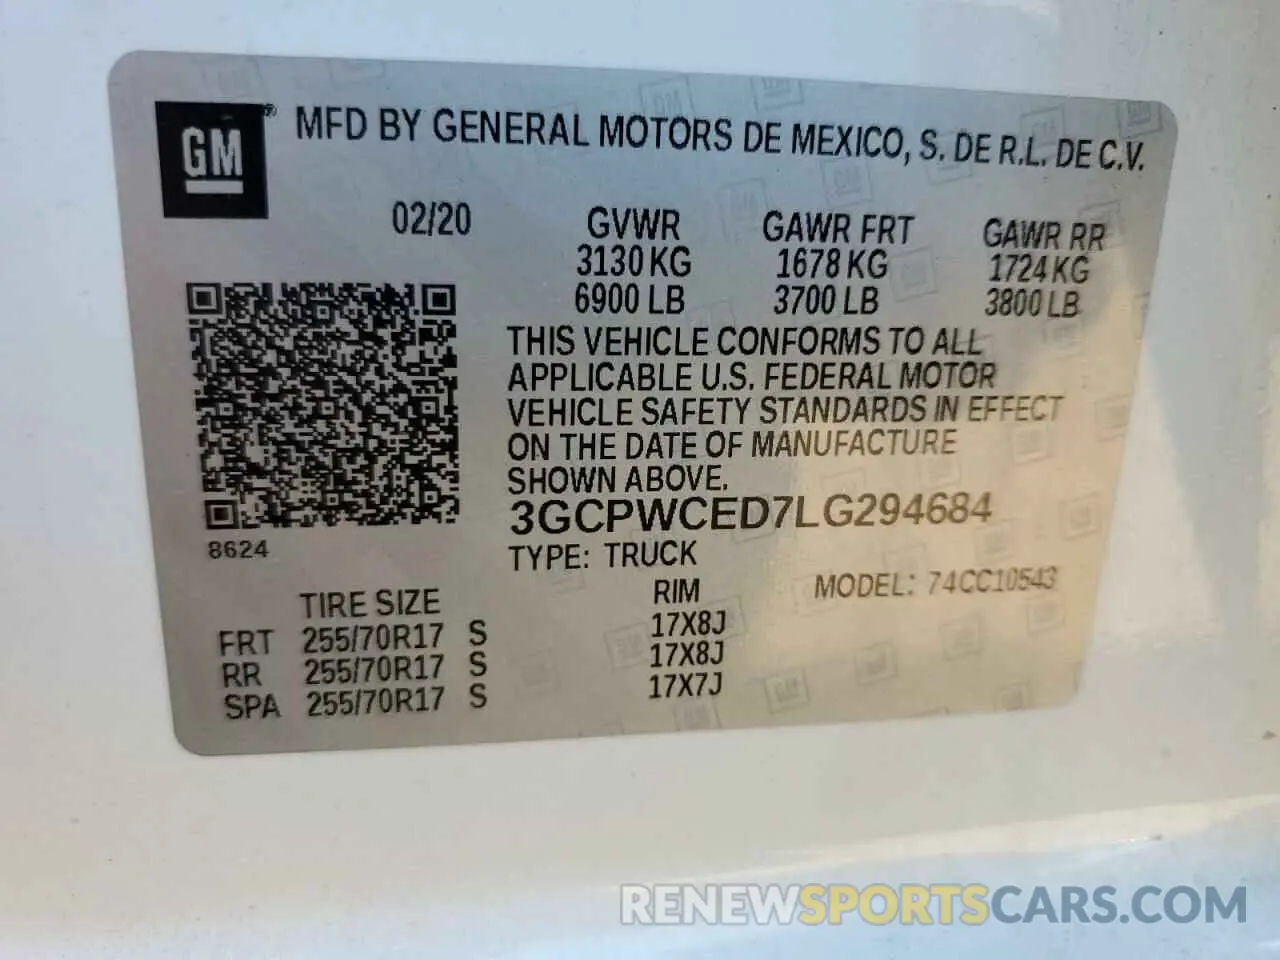 GM® MFD BY GENERAL MOTORS DE MEXICO, S. DE R.L. DE C.V.
02/20 GVWR GAWR FRT GAWR RR
3130 KG 1678 KG 1724 KG
6900 LB 3700 LB 3800 LB
THIS VEHICLE CONFORMS TO ALL
APPLICABLE U.S. FEDERAL MOTOR
VEHICLE SAFETY STANDARDS IN EFFECT
ON THE DATE OF MANUFACTURE
SHOWN ABOVE.
3GCPWCED7LG294684
8624
TYPE: TRUCK
MODEL: 74CC10543
TIRE SIZE RIM
FRT 255/70R17 S 17X8J
RR 255/70R17 S 17X8J
SPA 255/70R17 S 17X7J
RENEWSPORTSCARS.COM